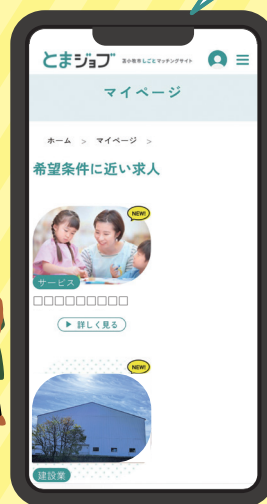 とまジョブ 苫小牧市しごとマッチングサイト
マイページ
ホーム > マイページ >
希望条件に近い求人
NEW!
サービス
□□□□□□□□□
▶ 詳しく見る
NEW!
建設業